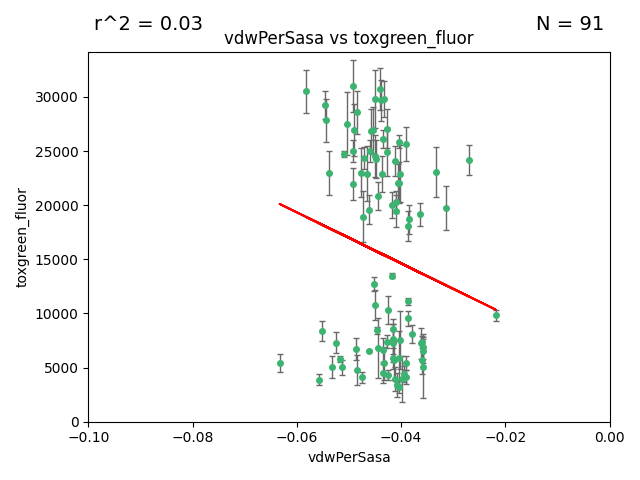 r^2 = 0.03
N = 91
vdwPerSasa vs toxgreen_fluor
toxgreen_fluor
30000
25000
20000
15000
10000
5000
0
−0.10
−0.08
−0.06
−0.04
−0.02
0.00
vdwPerSasa